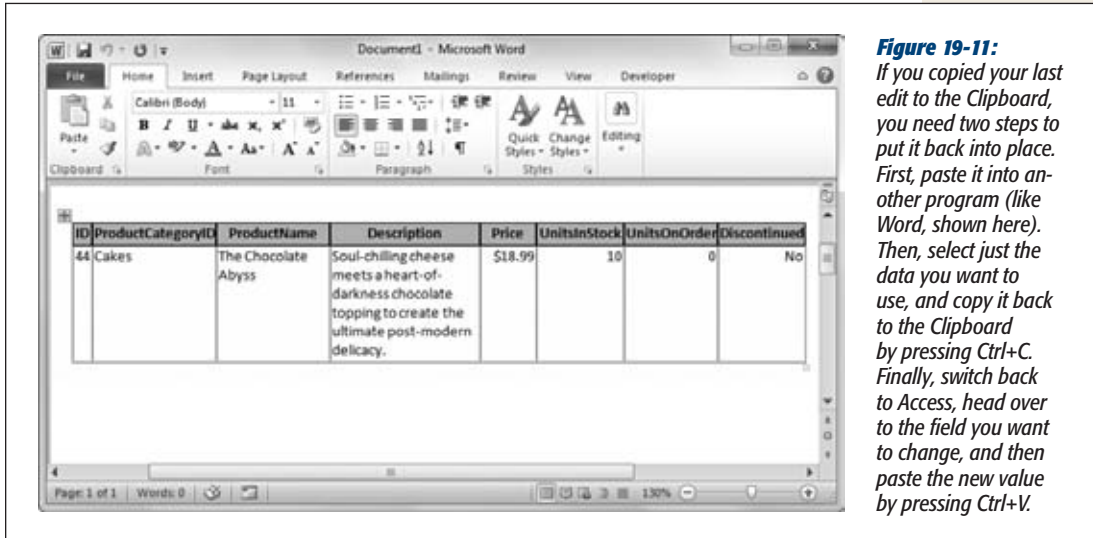 Document1 - Microsoft Word
File Home Insert Page Layout References Mailings Review View Developer
Calibri (Body) 11
Paste
B I U abc x, x²
A Aa A A
Quick Styles
Change Styles
Editing
Clipboard Font Paragraph Styles
ID ProductCategoryID ProductName Description Price UnitsInStock UnitsOnOrder Discontinued
44 Cakes The Chocolate Soul-chilling cheese $18.99 10 0 No
Abyss meets a heart-of-
darkness chocolate
topping to create the
ultimate post-modern
delicacy.
Page: 1 of 1 Words: 0 130%
Figure 19-11:
If you copied your last
edit to the Clipboard,
you need two steps to
put it back into place.
First, paste it into an-
other program (like
Word, shown here).
Then, select just the
data you want to
use, and copy it back
to the Clipboard
by pressing Ctrl+C.
Finally, switch back
to Access, head over
to the field you want
to change, and then
paste the new value
by pressing Ctrl+V.